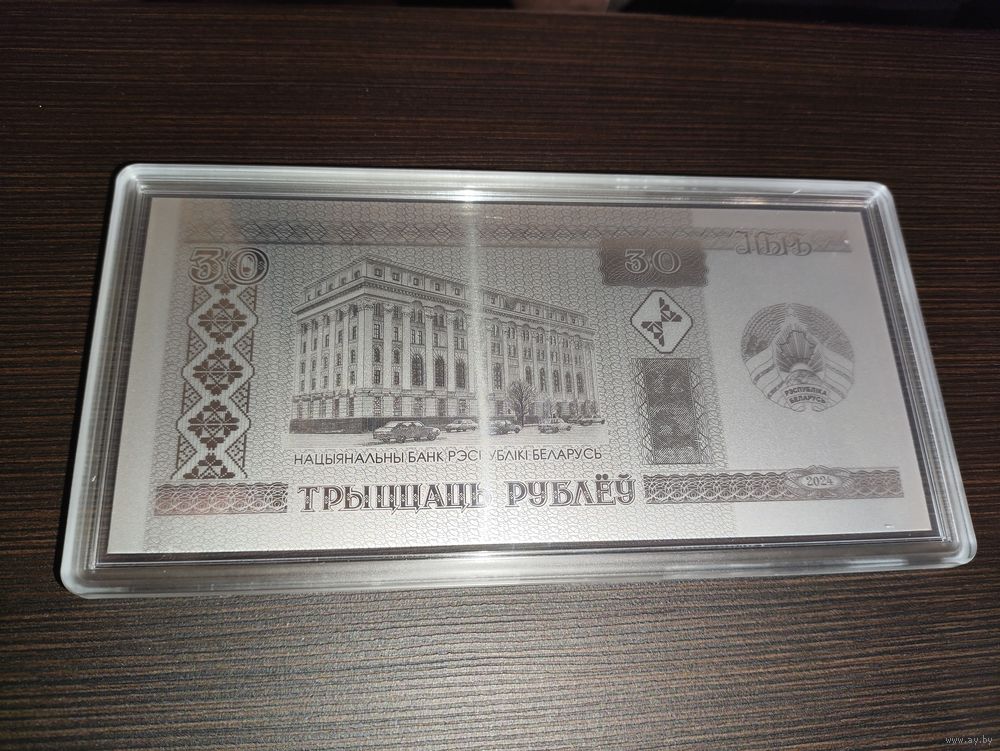 30
30
НАЦЫЯНАЛЬНЫ БАНК РЭСПУБЛІКІ БЕЛАРУСЬ
ТРЫЦЦАЦЬ РУБЛЁЎ
РЭСПУБЛІКА
БЕЛАРУСЬ
2024
www.ay.by